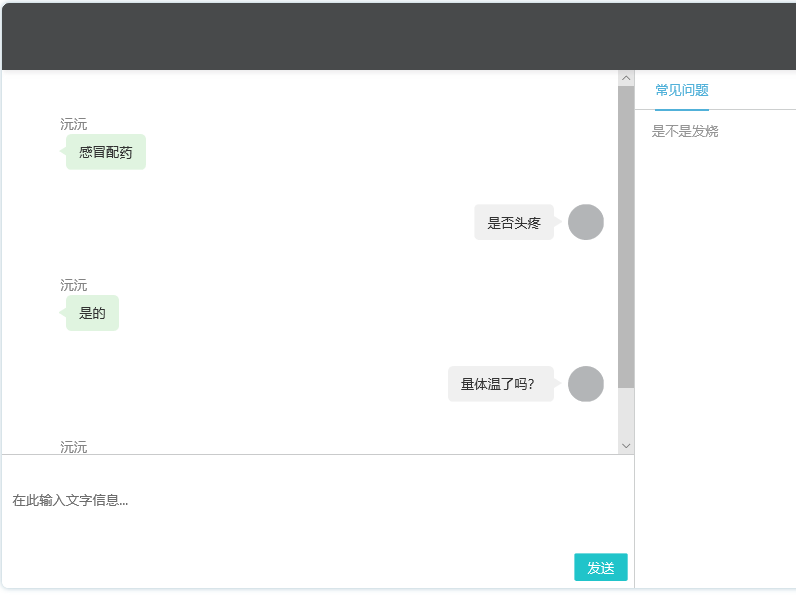 常见问题
沅沅
是不是发烧
感冒配药
是否头疼
沅沅
是的
量体温了吗？
沅沅
在此输入文字信息...
发送